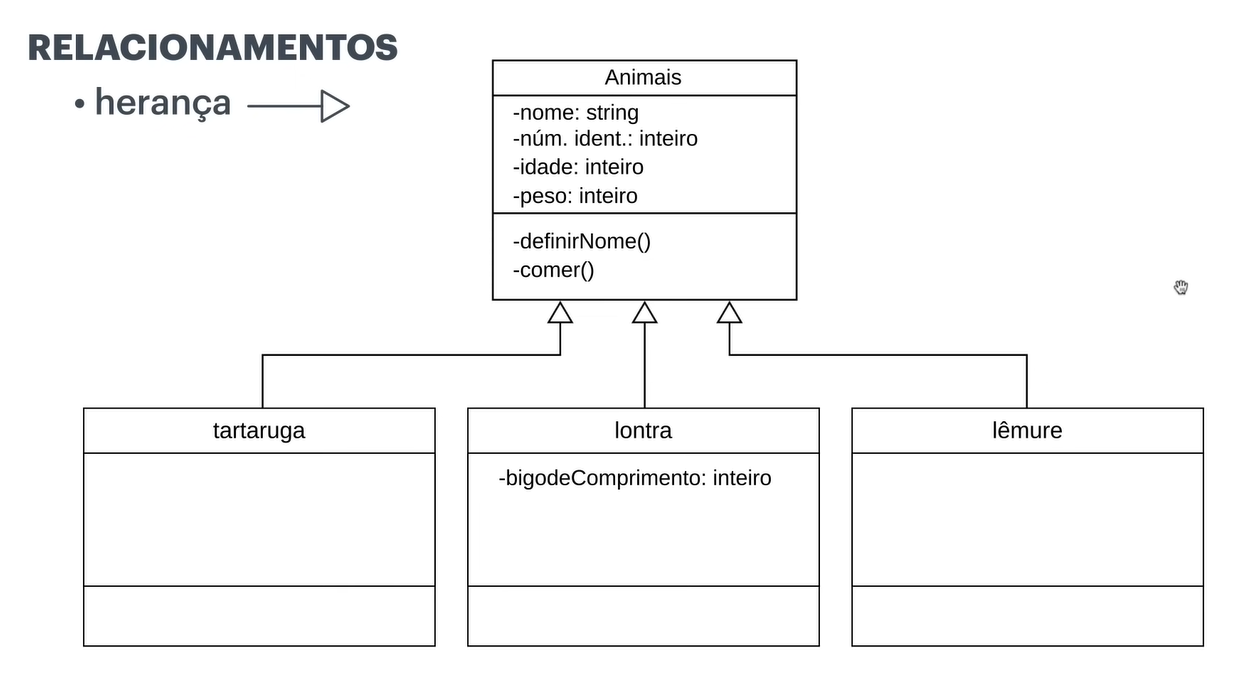 RELACIONAMENTOS
• herança
Animais
-nome: string
-núm. ident.: inteiro
-idade: inteiro
-peso: inteiro
-definirNome()
-comer()
tartaruga
lontra
-bigodeComprimento: inteiro
lêmure